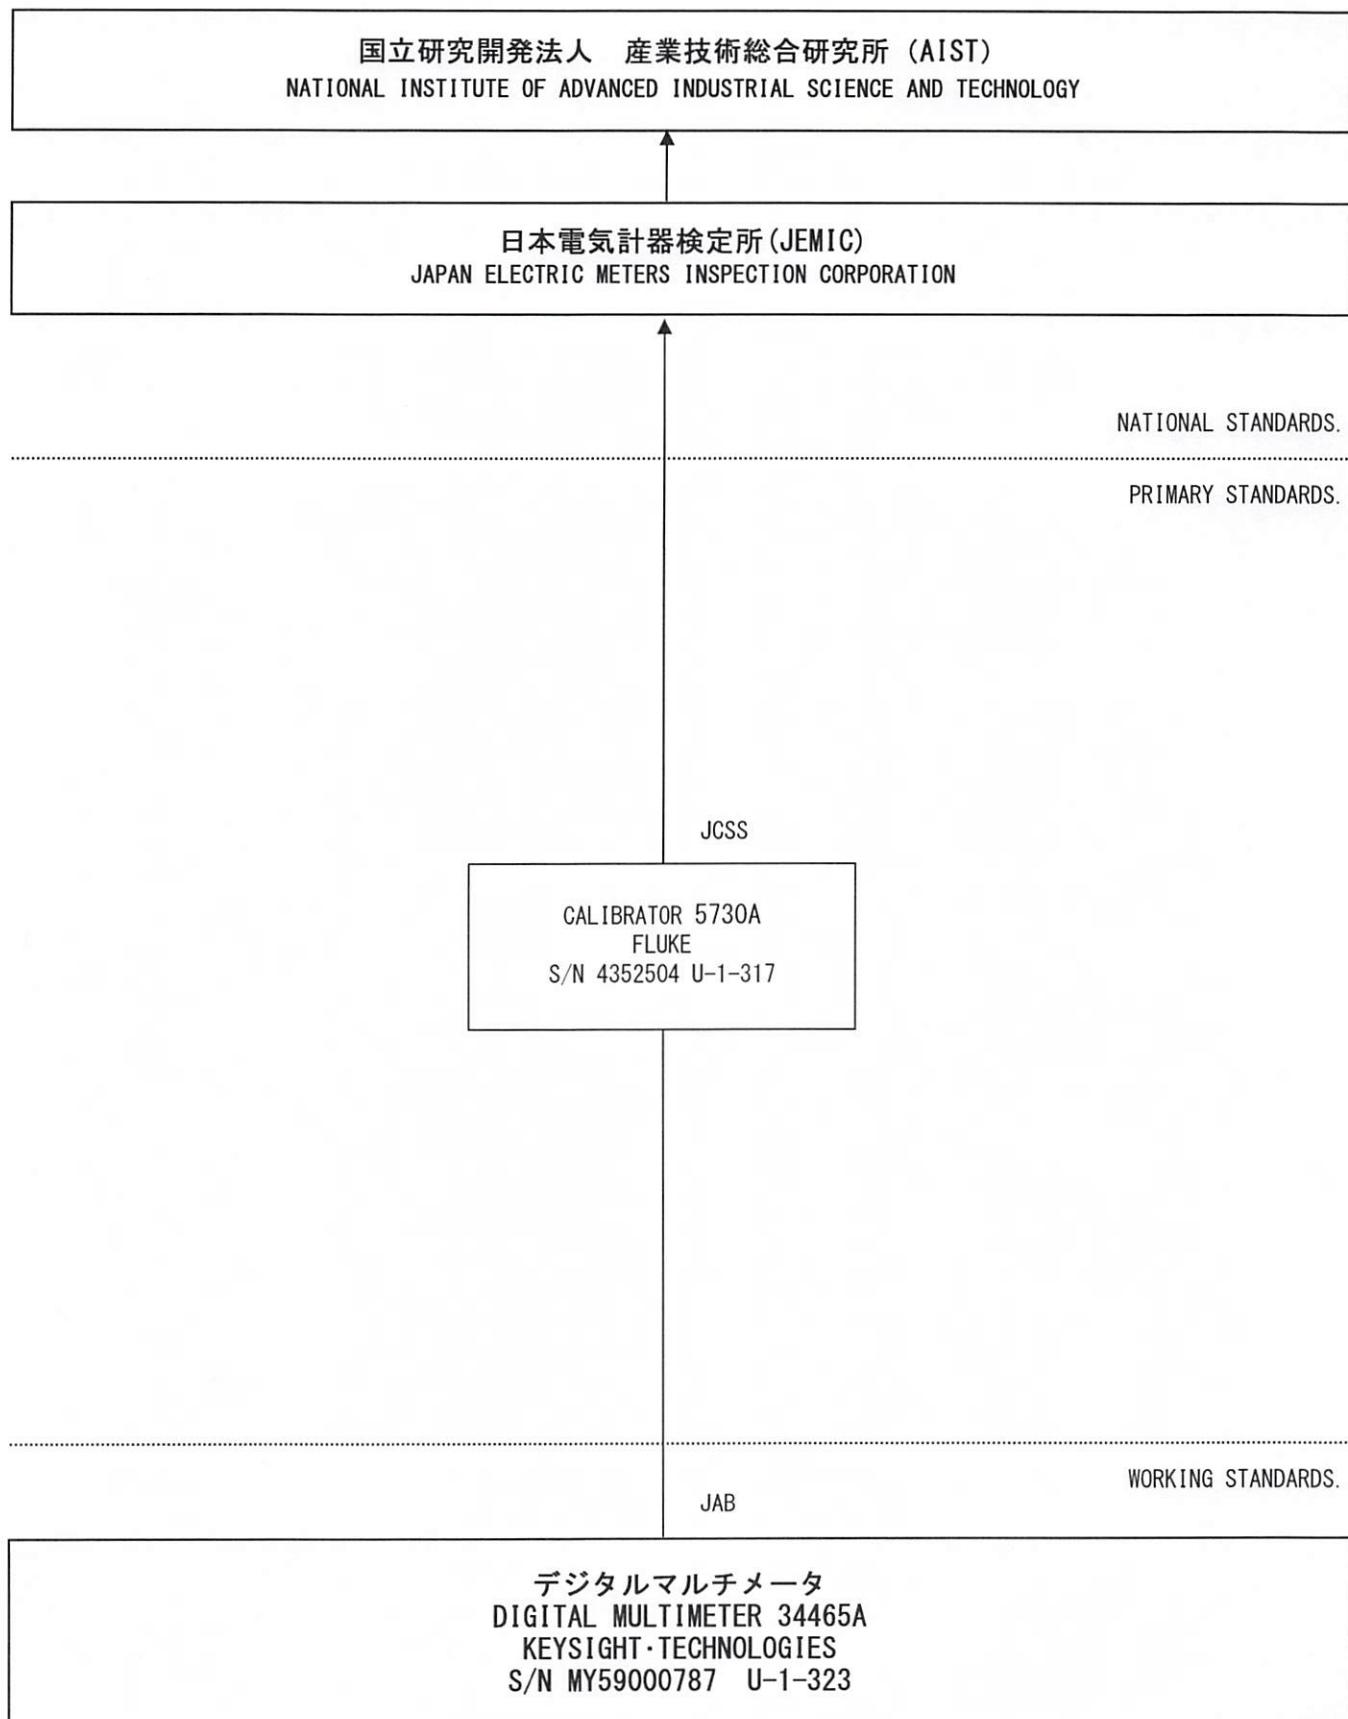 国立研究開発法人　産業技術総合研究所 (AIST)
NATIONAL INSTITUTE OF ADVANCED INDUSTRIAL SCIENCE AND TECHNOLOGY
日本電気計器検定所(JEMIC)
JAPAN ELECTRIC METERS INSPECTION CORPORATION
NATIONAL STANDARDS.
PRIMARY STANDARDS.
JCSS
CALIBRATOR 5730A
FLUKE
S/N 4352504 U-1-317
WORKING STANDARDS.
JAB
デジタルマルチメータ
DIGITAL MULTIMETER 34465A
KEYSIGHT･TECHNOLOGIES
S/N MY59000787　U-1-323